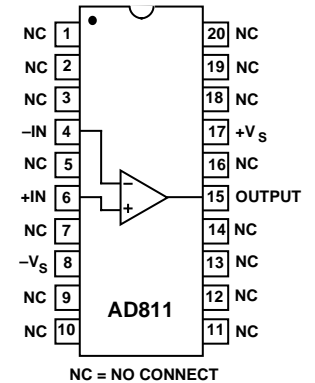 NC 1 20 NC
NC 2 19 NC
NC 3 18 NC
–IN 4 17 +VS
NC 5 16 NC
+IN 6 15 OUTPUT
NC 7 14 NC
–VS 8 13 NC
NC 9 12 NC
NC 10 11 NC
– 
+
AD811
NC = NO CONNECT